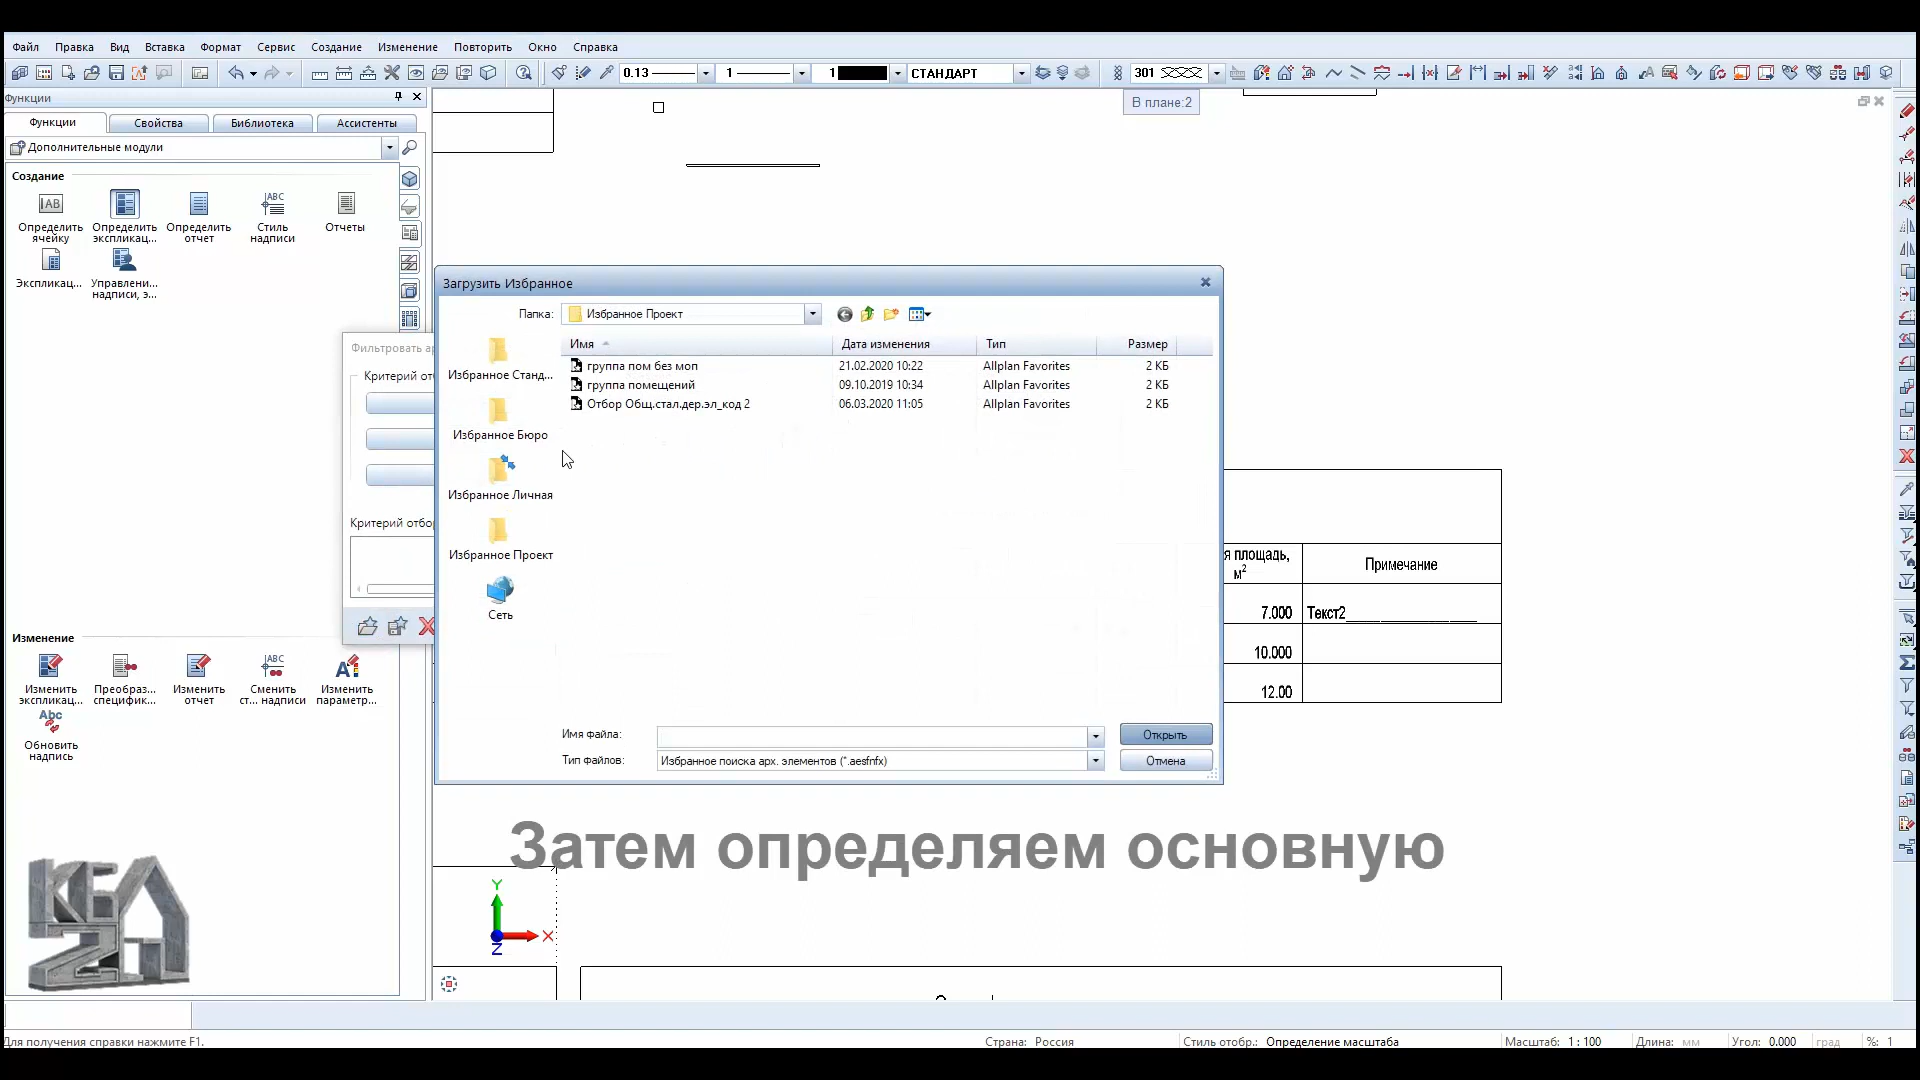 Файл Правка Вид Вставка Формат Сервис Создание Изменение Повторить Окно Справка
0.13 1 1 СТАНДАРТ 301
Функции
В плане:2
Функции Свойства Библиотека Ассистенты
Дополнительные модули
Создание
Определить ячейку
Определить экспликац...
Определить отчет
Стиль надписи
Отчеты
Экспликац...
Управлени... надписи, э...
Фильтровать
Критерий
Критерий отбо
Загрузить Избранное
Папка: Избранное Проект
Имя Дата изменения Тип Размер
группа пом без моп 21.02.2020 10:22 Allplan Favorites 2 КБ
группа помещений 09.10.2019 10:34 Allplan Favorites 2 КБ
Отбор Общ.стал.дер.эл_код 2 06.03.2020 11:05 Allplan Favorites 2 КБ
Избранное Станд...
Избранное Бюро
Избранное Личная
Избранное Проект
Сеть
Имя файла:
Открыть
Тип файлов: Избранное поиска арх. элементов (*.aesfnfx)
Отмена
я площадь, м2
Примечание
7.000 Текст2
10.000
12.00
Изменение
Изменить экспликац...
Преобраз... специфик...
Изменить отчет
Сменить ст... надписи
Изменить параметр...
Обновить надпись
Затем определяем основную
Y
X
Z
КБ
Для получения справки нажмите F1.
Страна: Россия Стиль отобр.: Определение масштаба Масштаб: 1 : 100 Длина: мм Угол: 0.000 град %: 1